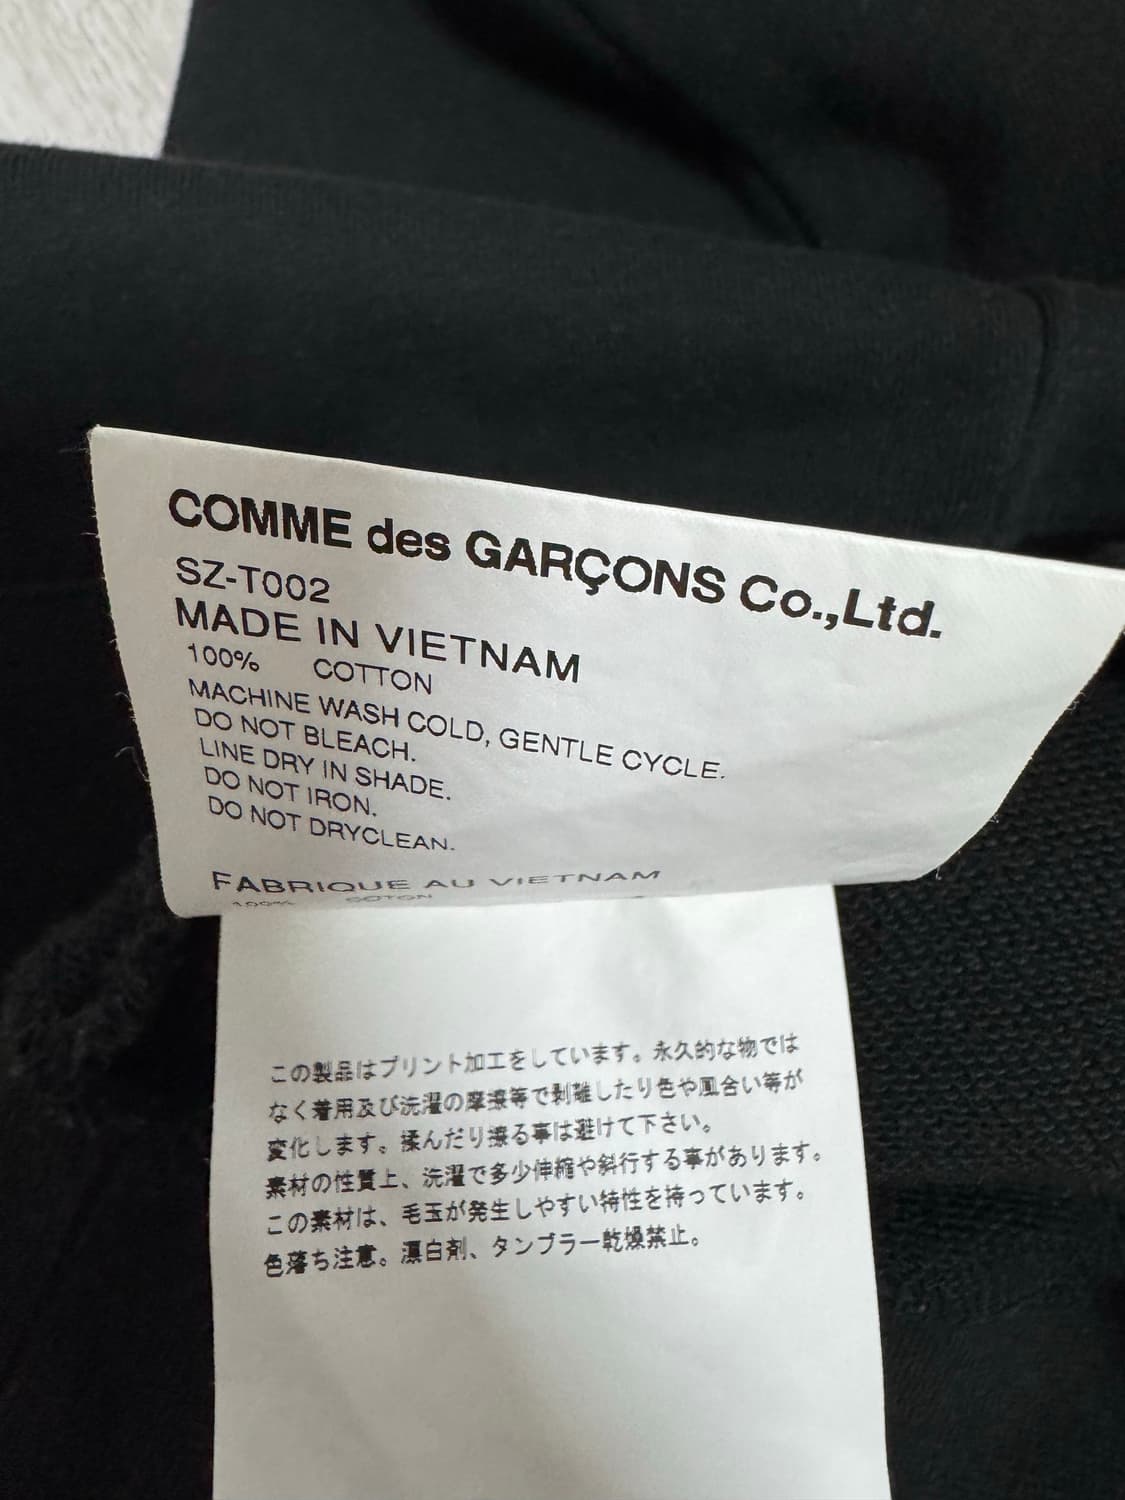 COMME des GARÇONS Co.,Ltd.
SZ-T002
MADE IN VIETNAM
100% COTTON
MACHINE WASH COLD, GENTLE CYCLE.
DO NOT BLEACH.
LINE DRY IN SHADE.
DO NOT IRON.
DO NOT DRYCLEAN.
FABRIQUE AU VIETNAM
100% COTON
この製品はプリント加工をしています。永久的な物では
なく着用及び洗濯の摩擦等で剥離したり色や風合い等が
変化します。揉んだり擦る事は避けて下さい。
素材の性質上、洗濯で多少伸縮や斜行する事があります。
この素材は、毛玉が発生しやすい特性を持っています。
色落ち注意。漂白剤、タンブラー乾燥禁止。